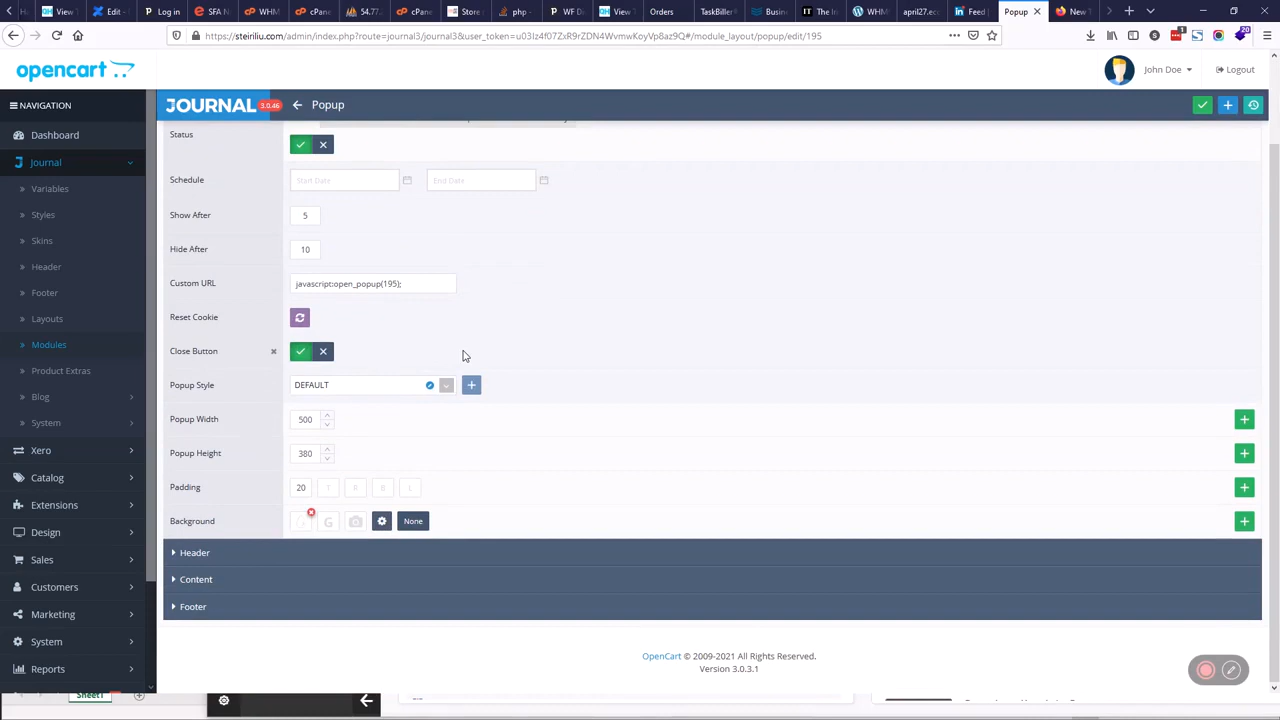 View T
Log in
SFA N
WHM
cPane
54.77.
cPane
Store
php -
WF D
View T
Orders
TaskBiller
Busin
The Ie
WHM
april27.ec
Feed |
Popup
New T
https://steiriliu.com/admin/index.php?route=journal3/journal3&user_token=u03Iz4f07ZxR9rZDN4WvmwKoyVp8az9Q#/module_layout/popup/edit/195
20
opencart
John Doe
Logout
NAVIGATION
JOURNAL 3.0.46
Popup
Dashboard
Journal
Variables
Styles
Skins
Header
Footer
Layouts
Modules
Product Extras
Blog
System
Xero
Catalog
Extensions
Design
Sales
Customers
Marketing
System
Reports
Status
Schedule
Start Date
End Date
Show After
5
Hide After
10
Custom URL
javascript:open_popup(195);
Reset Cookie
Close Button
Popup Style
DEFAULT
Popup Width
500
Popup Height
380
Padding
20 T R B L
Background
G
None
Header
Content
Footer
OpenCart © 2009-2021 All Rights Reserved.
Version 3.0.3.1
Sheet1